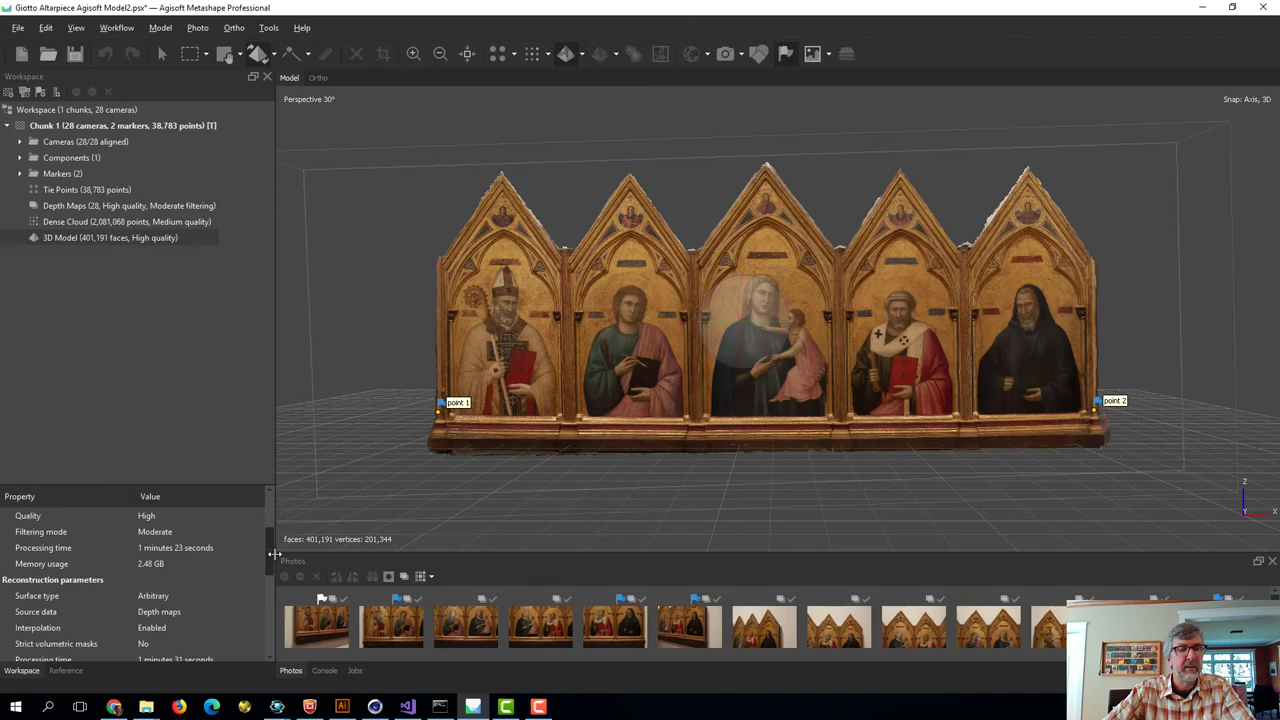 Giotto Altarpiece Agisoft Model2.psx* — Agisoft Metashape Professional
File Edit View Workflow Model Photo Ortho Tools Help
Workspace
Workspace (1 chunks, 28 cameras)
Chunk 1 (28 cameras, 2 markers, 38,783 points) [T]
Cameras (28/28 aligned)
Components (1)
Markers (2)
Tie Points (38,783 points)
Depth Maps (28, High quality, Moderate filtering)
Dense Cloud (2,081,068 points, Medium quality)
3D Model (401,191 faces, High quality)
Property Value
Quality High
Filtering mode Moderate
Processing time 1 minutes 23 seconds
Memory usage 2.48 GB
Reconstruction parameters
Surface type Arbitrary
Source data Depth maps
Interpolation Enabled
Strict volumetric masks No
Processing time 1 minutes 31 seconds
Workspace Reference
Model Ortho
Perspective 30°
Snap: Axis, 3D
point 1
point 2
Z
Y
X
faces: 401,191 vertices: 201,344
Photos
Photos Console Jobs